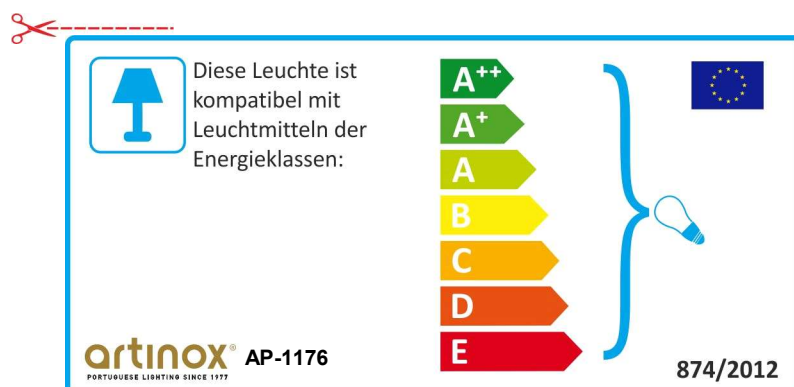 Diese Leuchte ist
kompatibel mit
Leuchtmitteln der
Energieklassen:
A++
A+
A
B
C
D
E
artinox® AP-1176
PORTUGUESE LIGHTING SINCE 1977
874/2012